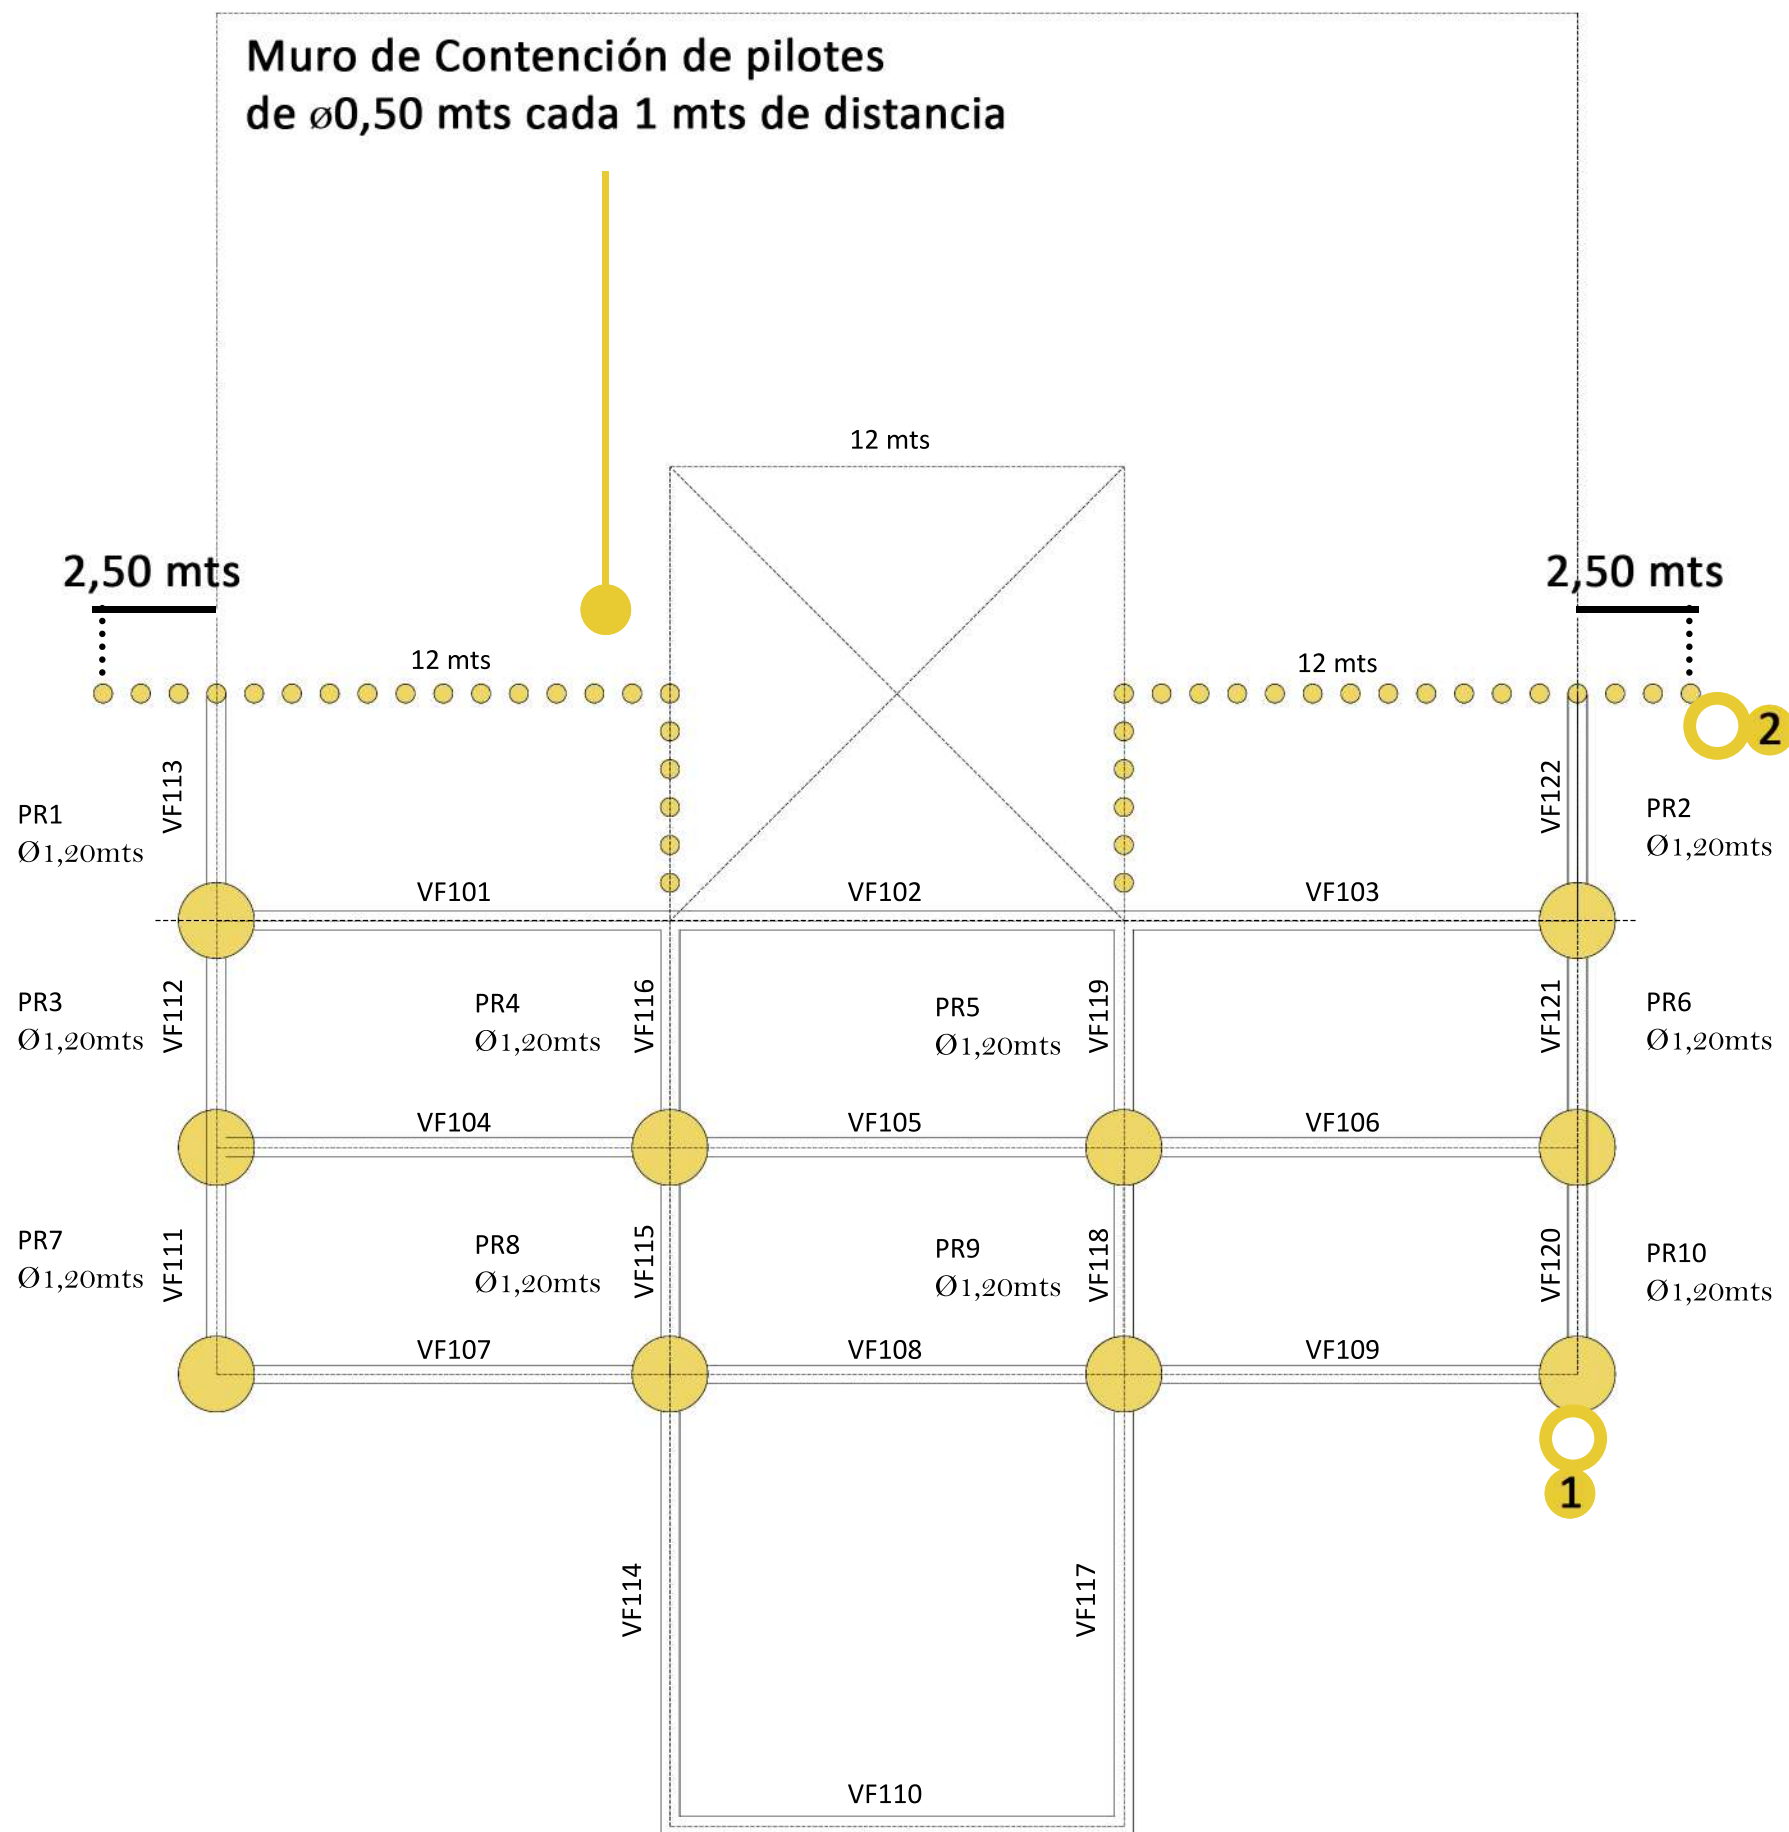 Muro de Contención de pilotes
de ø0,50 mts cada 1 mts de distancia
12 mts
2,50 mts
2,50 mts
12 mts
12 mts
2
VF113
VF122
PR1
Ø1,20mts
PR2
Ø1,20mts
VF101
VF102
VF103
PR3
Ø1,20mts
VF112
PR4
Ø1,20mts
VF116
PR5
Ø1,20mts
VF119
VF121
PR6
Ø1,20mts
VF104
VF105
VF106
PR7
Ø1,20mts
VF111
PR8
Ø1,20mts
VF115
PR9
Ø1,20mts
VF118
VF120
PR10
Ø1,20mts
VF107
VF108
VF109
1
VF114
VF117
VF110